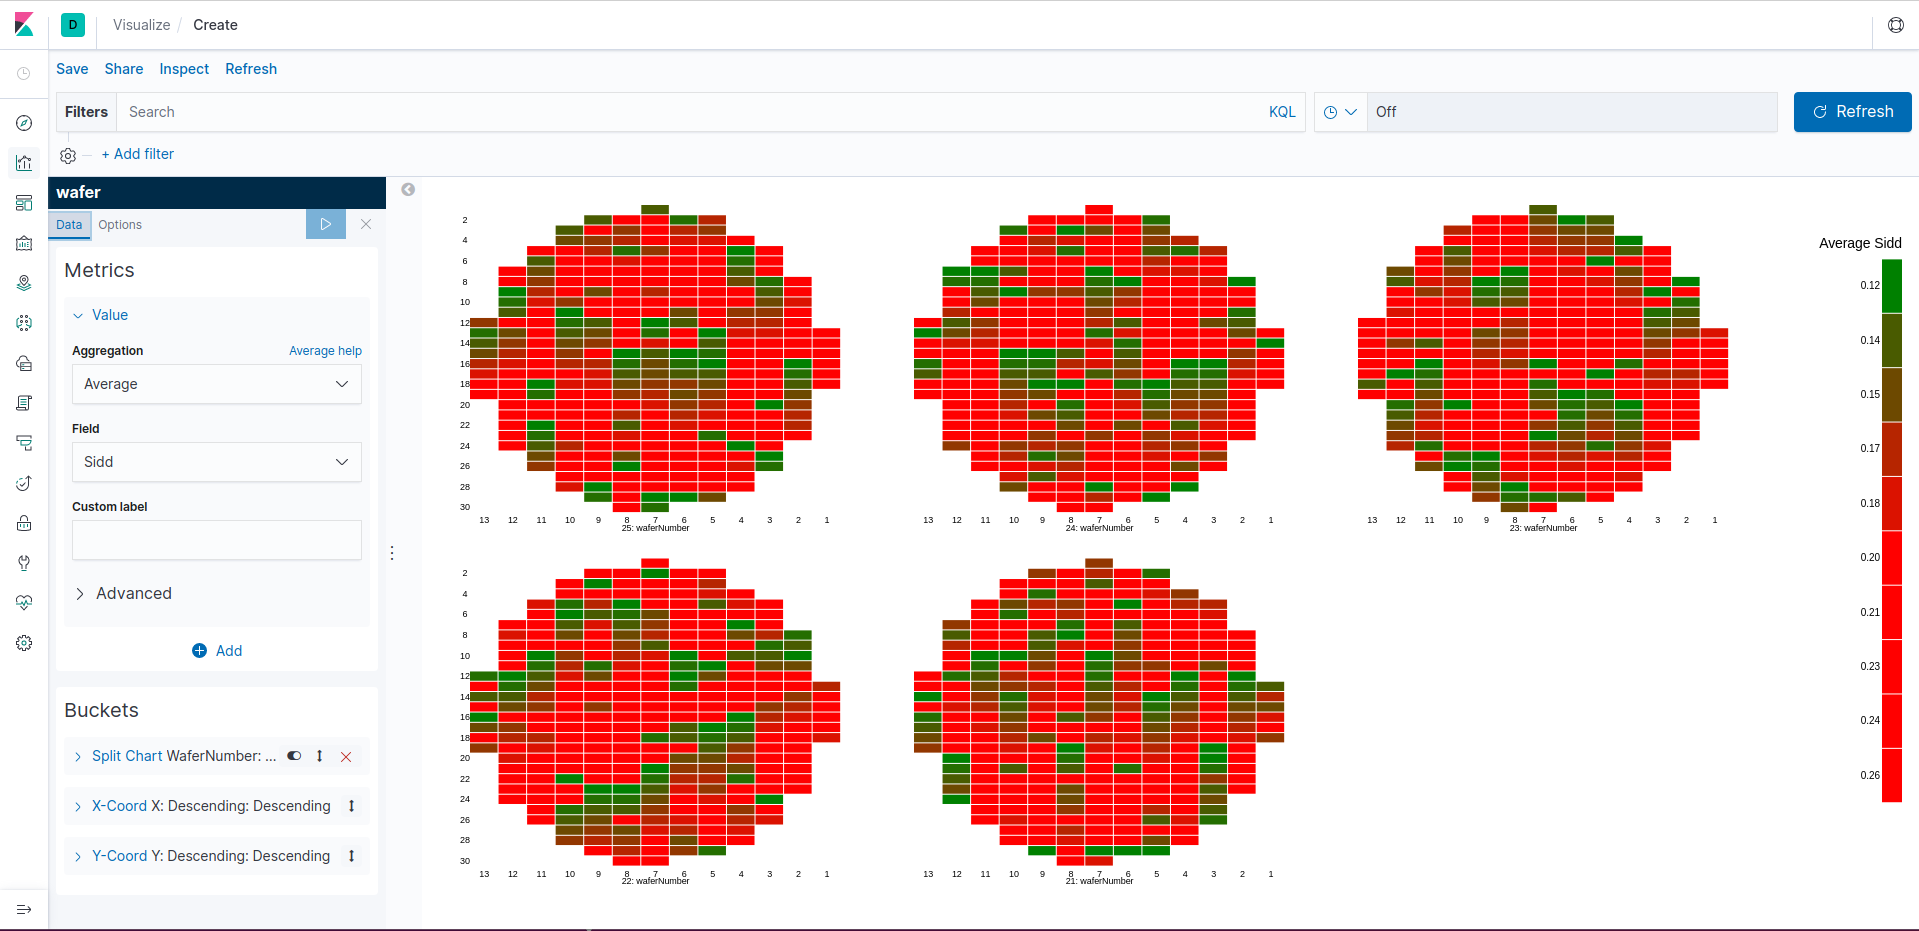 D Visualize / Create
Save Share Inspect Refresh
Filters Search KQL Off Refresh
+ Add filter
wafer
Data Options
Metrics
Value
Aggregation Average help
Average
Field
Sidd
Custom label
Advanced
Add
Buckets
Split Chart WaferNumber: ...
X-Coord X: Descending: Descending
Y-Coord Y: Descending: Descending
2
4
6
8
10
12
14
16
18
20
22
24
26
28
30
13 12 11 10 9 8 7 6 5 4 3 2 1
25: waferNumber
13 12 11 10 9 8 7 6 5 4 3 2 1
24: waferNumber
13 12 11 10 9 8 7 6 5 4 3 2 1
23: waferNumber
2
4
6
8
10
12
14
16
18
20
22
24
26
28
30
13 12 11 10 9 8 7 6 5 4 3 2 1
22: waferNumber
13 12 11 10 9 8 7 6 5 4 3 2 1
21: waferNumber
Average Sidd
0.12
0.14
0.15
0.17
0.18
0.20
0.21
0.23
0.24
0.26